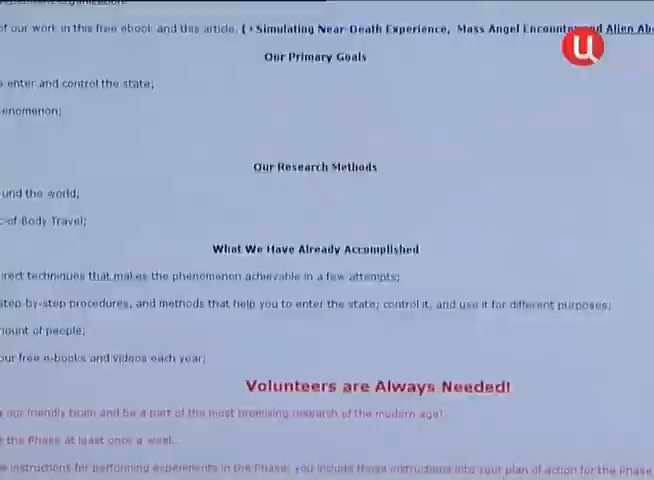 of our work in this free ebook and this article. (+Simulating Near-Death Experience, Mass Angel Encounter and Alien Ab
Our Primary Goals
enter and control the state;
enomenon;
Our Research Methods
und the world;
of-Body Travel;
What We Have Already Accomplished
irect techniques that makes the phenomenon achievable in a few attempts;
step-by-step procedures, and methods that help you to enter the state; control it, and use it for different purposes;
mount of people;
our free e-books and videos each year;
Volunteers are Always Needed!
our friendly team and be a part of the most promising research of the modern age!
the Phase at least once a week.
instructions for performing experiments in the Phase; you include these instructions into your plan of action for the Phase